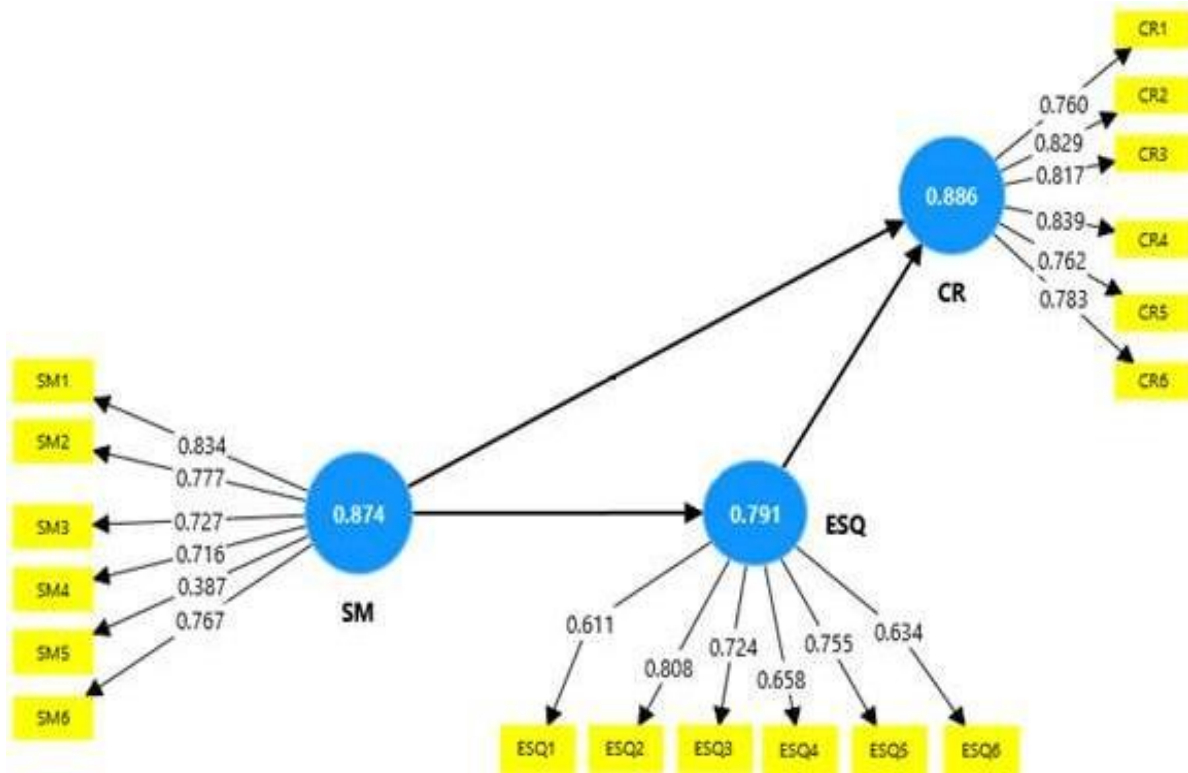 CR1
0.760
CR2
0.829
CR3
0.817
0.886
0.839
CR4
0.762
CR
0.783
CR5
CR6
SM1
0.834
SM2
0.777
SM3
0.727
0.874
0.791
ESQ
0.716
SM4
0.387
SM
0.767
SM5
SM6
0.611
0.808
0.724
0.658
0.755
0.634
ESQ1
ESQ2
ESQ3
ESQ4
ESQ5
ESQ6